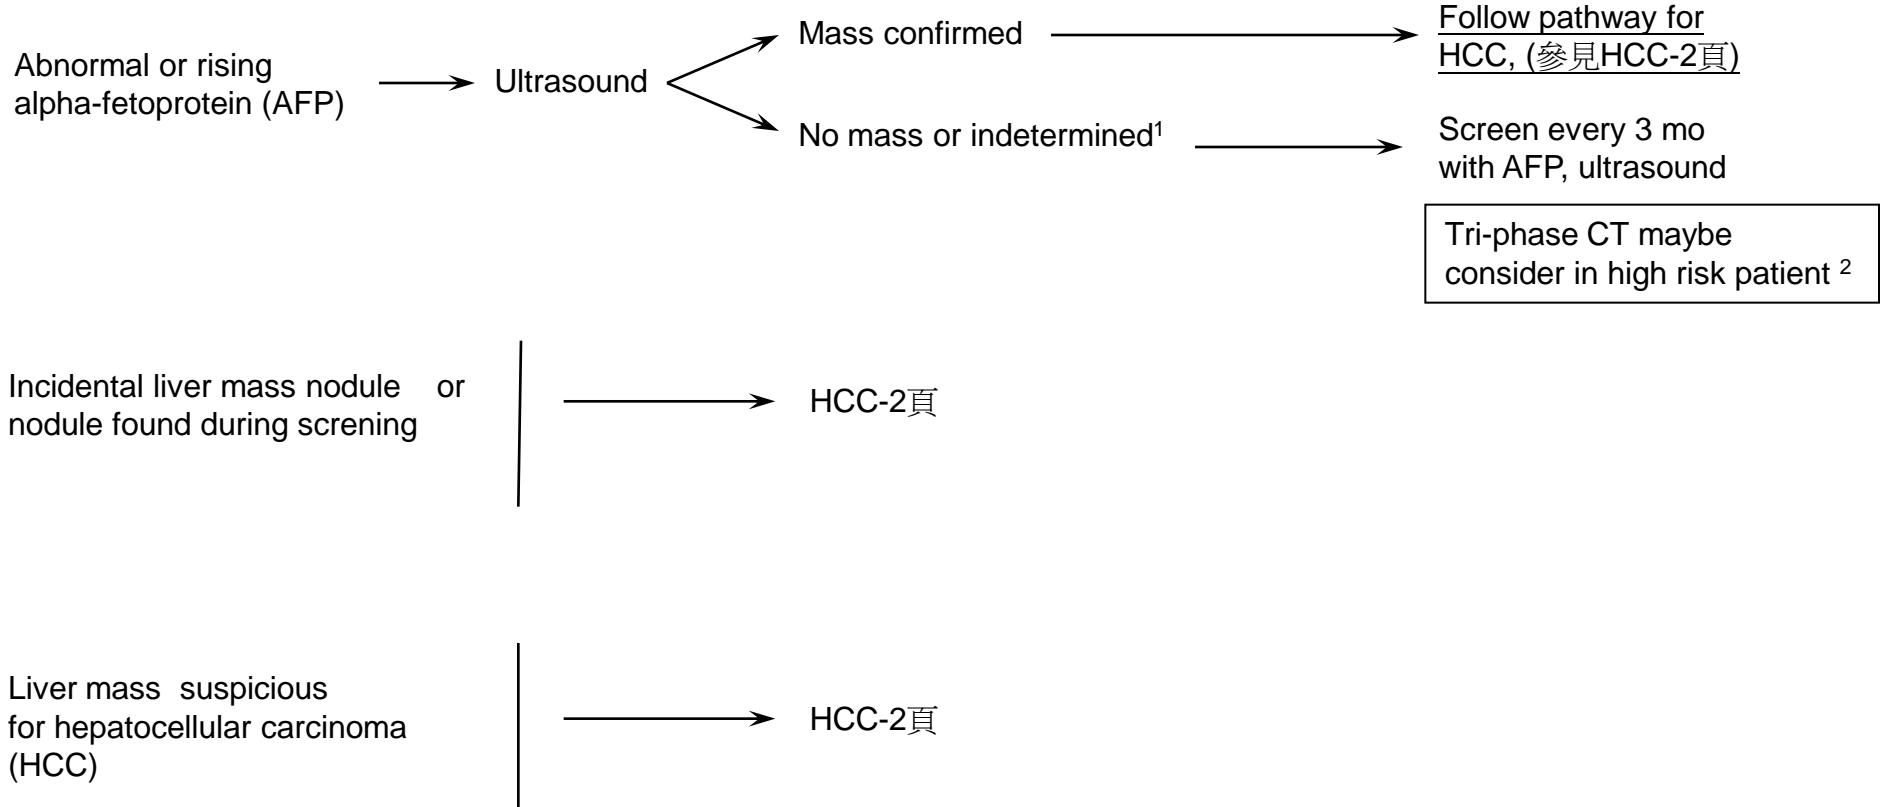 Abnormal or rising
alpha-fetoprotein (AFP)
Ultrasound
Mass confirmed
Follow pathway for
HCC, (參見HCC-2頁)
No mass or indetermined¹
Screen every 3 mo
with AFP, ultrasound
Tri-phase CT maybe
consider in high risk patient ²
Incidental liver mass nodule or
nodule found during screning
HCC-2頁
Liver mass suspicious
for hepatocellular carcinoma
(HCC)
HCC-2頁